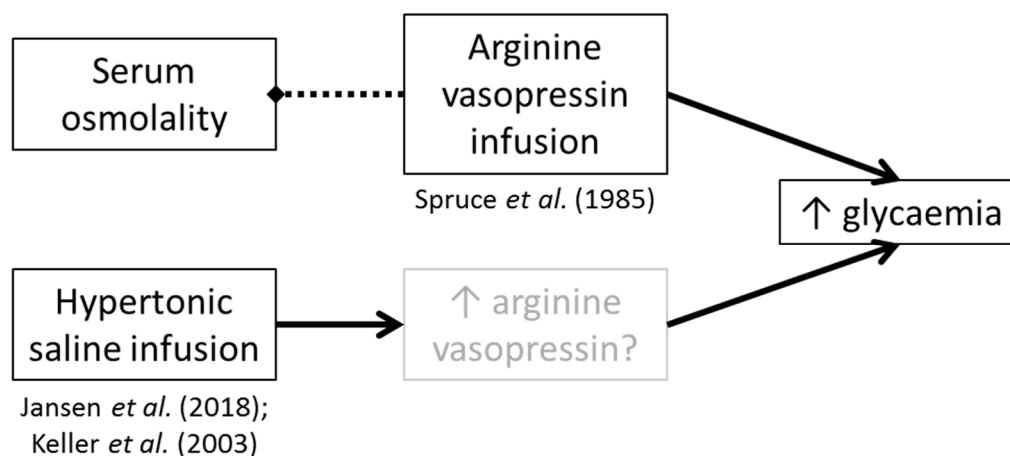 Serum
osmolality
Arginine
vasopressin
infusion
Spruce et al. (1985)
↑ glycaemia
Hypertonic
saline infusion
↑ arginine
vasopressin?
Jansen et al. (2018);
Keller et al. (2003)